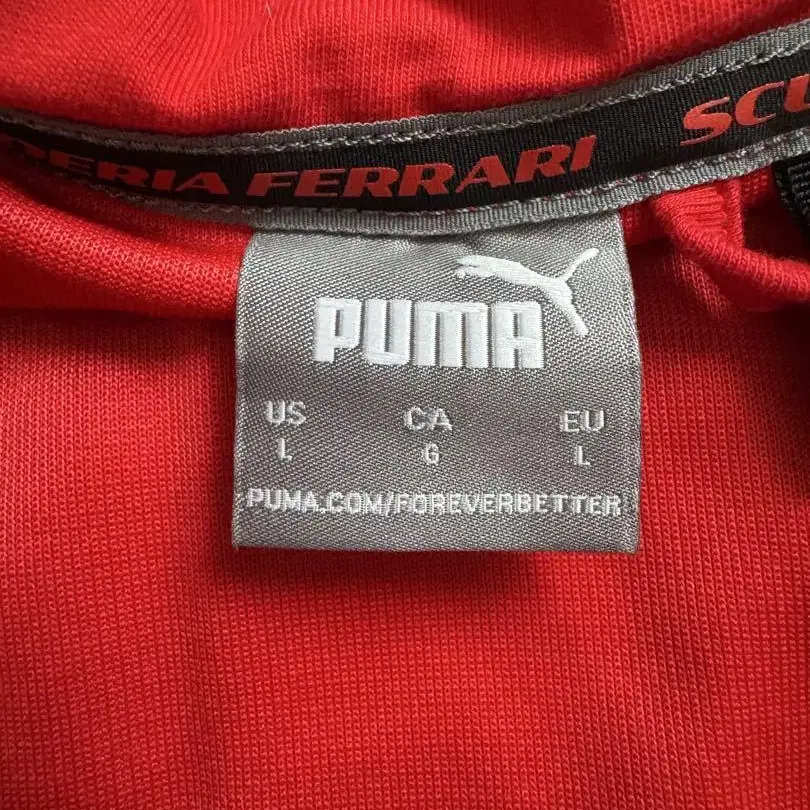 DERIA FERRARI SCU
PUMA
US CA EU
L G L
PUMA.COM/FOREVERBETTER